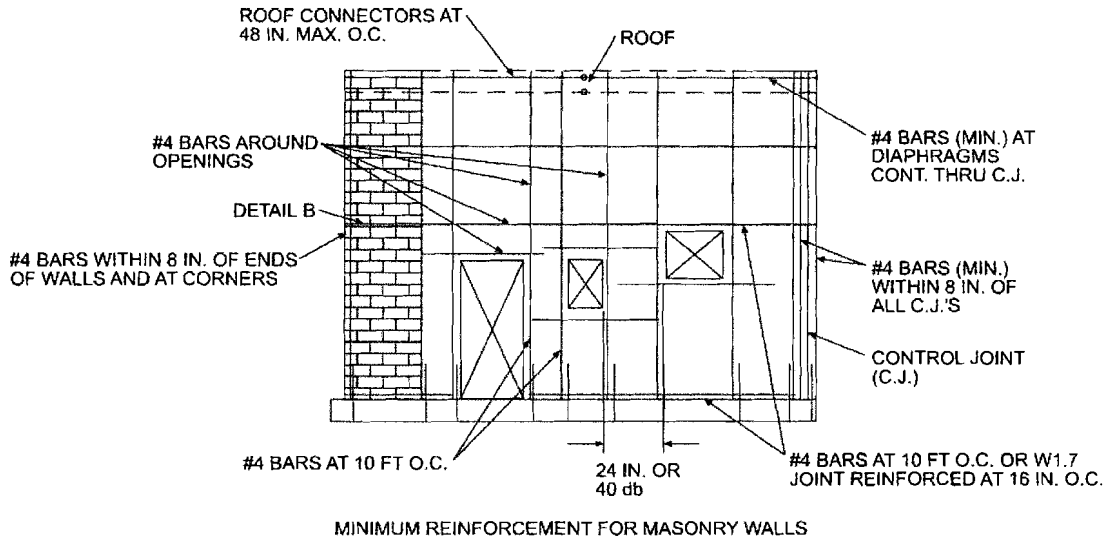 ROOF CONNECTORS AT
48 IN. MAX. O.C.
ROOF
#4 BARS AROUND
OPENINGS
#4 BARS (MIN.) AT
DIAPHRAGMS
CONT. THRU C.J.
DETAIL B
#4 BARS WITHIN 8 IN. OF ENDS
OF WALLS AND AT CORNERS
#4 BARS (MIN.)
WITHIN 8 IN. OF
ALL C.J.'S
CONTROL JOINT
(C.J.)
#4 BARS AT 10 FT O.C.
24 IN. OR
40 db
#4 BARS AT 10 FT O.C. OR W1.7
JOINT REINFORCED AT 16 IN. O.C.
MINIMUM REINFORCEMENT FOR MASONRY WALLS